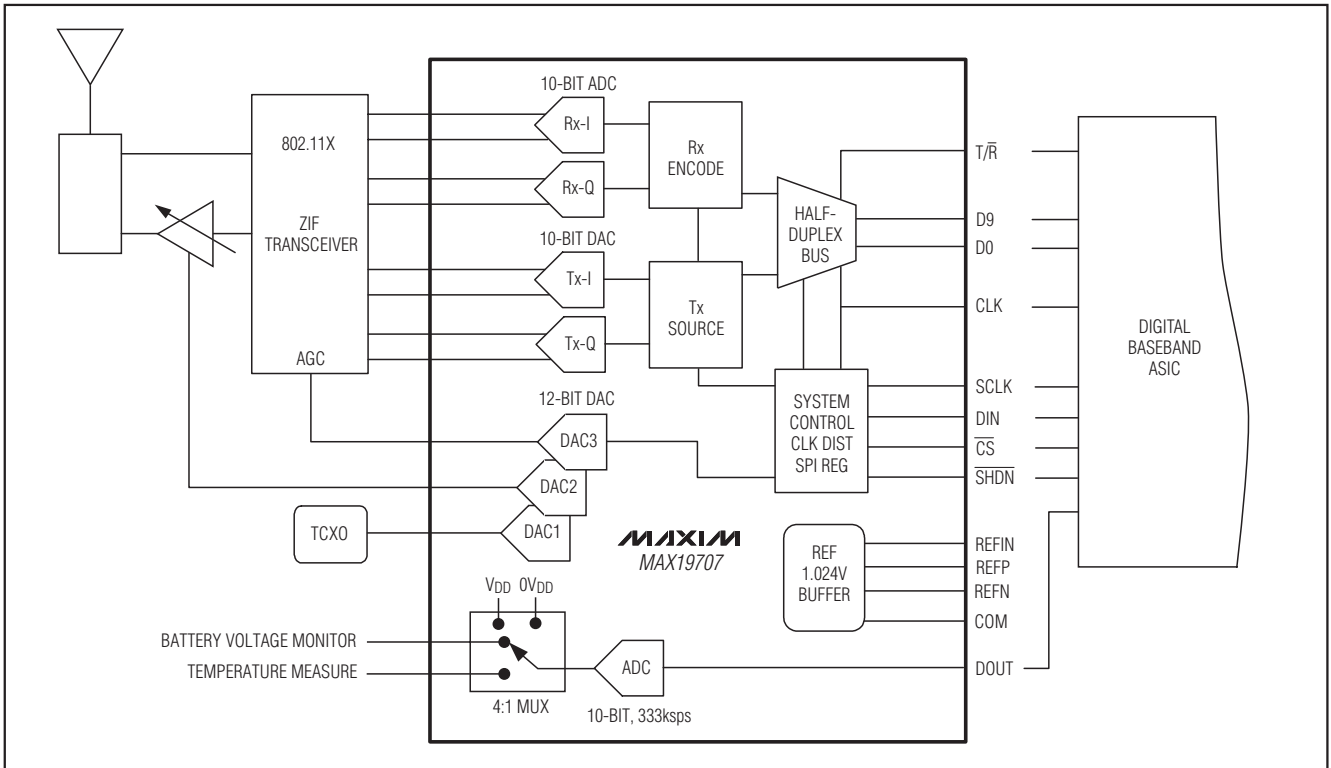 802.11X
ZIF
TRANSCEIVER
AGC
10-BIT ADC
Rx-I
Rx-Q
10-BIT DAC
Tx-I
Tx-Q
12-BIT DAC
DAC3
DAC2
DAC1
TCXO
Rx
ENCODE
Tx
SOURCE
HALF-
DUPLEX
BUS
SYSTEM
CONTROL
CLK DIST
SPI REG
MAXIM
MAX19707
REF
1.024V
BUFFER
VDD 0VDD
BATTERY VOLTAGE MONITOR
TEMPERATURE MEASURE
4:1 MUX
ADC
10-BIT, 333ksps
T/R̅
D9
D0
CLK
SCLK
DIN
C̅S̅
S̅H̅D̅N̅
REFIN
REFP
REFN
COM
DOUT
DIGITAL
BASEBAND
ASIC